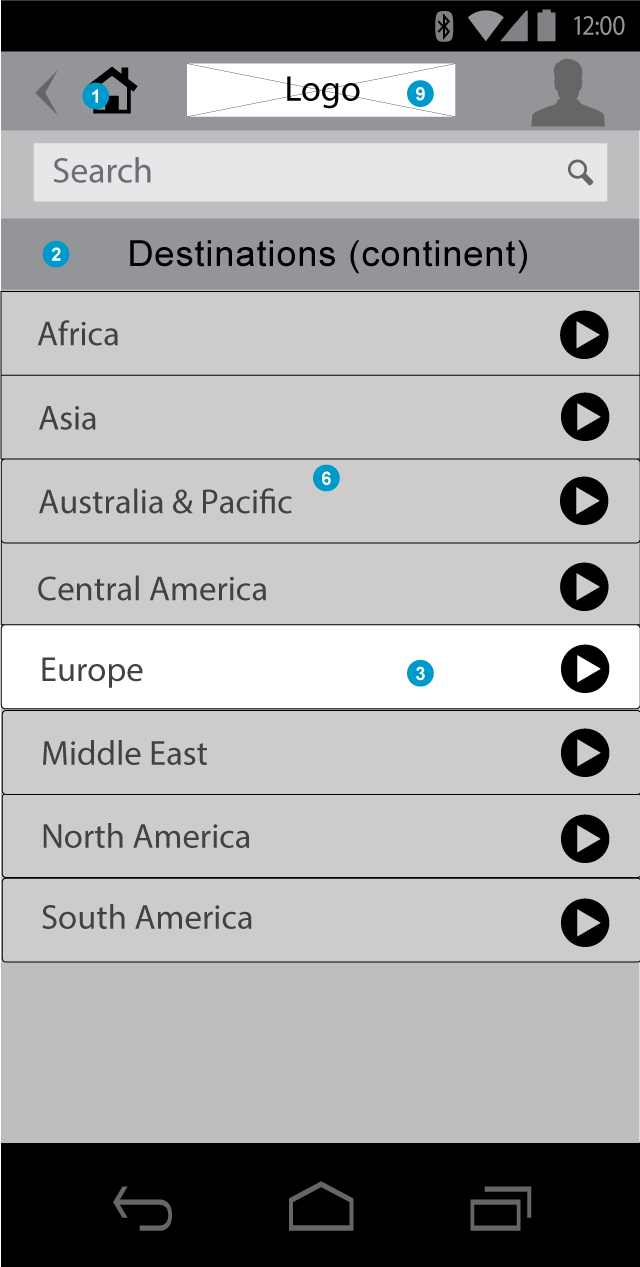 12:00
1 Logo 9
Search
2 Destinations (continent)
Africa
Asia
6
Australia & Pacific
Central America
Europe 3
Middle East
North America
South America